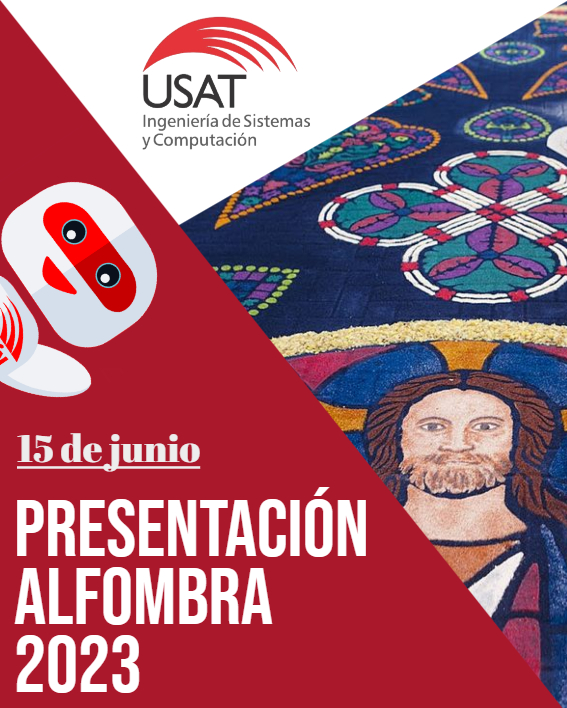 USAT
Ingeniería de Sistemas
y Computación
15 de junio
PRESENTACIÓN
ALFOMBRA
2023